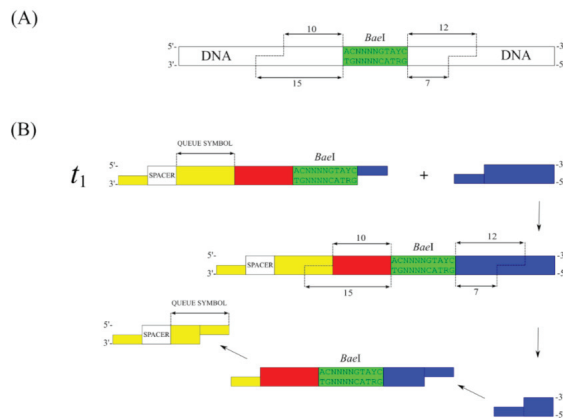 (A)
10
BaeI
12
5'-
-3'
DNA
ACNNNNGTAYC
TGNNNNCATRG
DNA
3'-
-5'
15
7
(B)
QUEUE SYMBOL
BaeI
t1
5'-
3'-
SPACER
ACNNNNGTAYC
TGNNNNCATRG
+
-3'
-5'
10
BaeI
12
5'-
-3'
SPACER
ACNNNNGTAYC
TGNNNNCATRG
3'-
-5'
15
7
QUEUE SYMBOL
5'-
3'-
SPACER
BaeI
ACNNNNGTAYC
TGNNNNCATRG
-3'
-5'